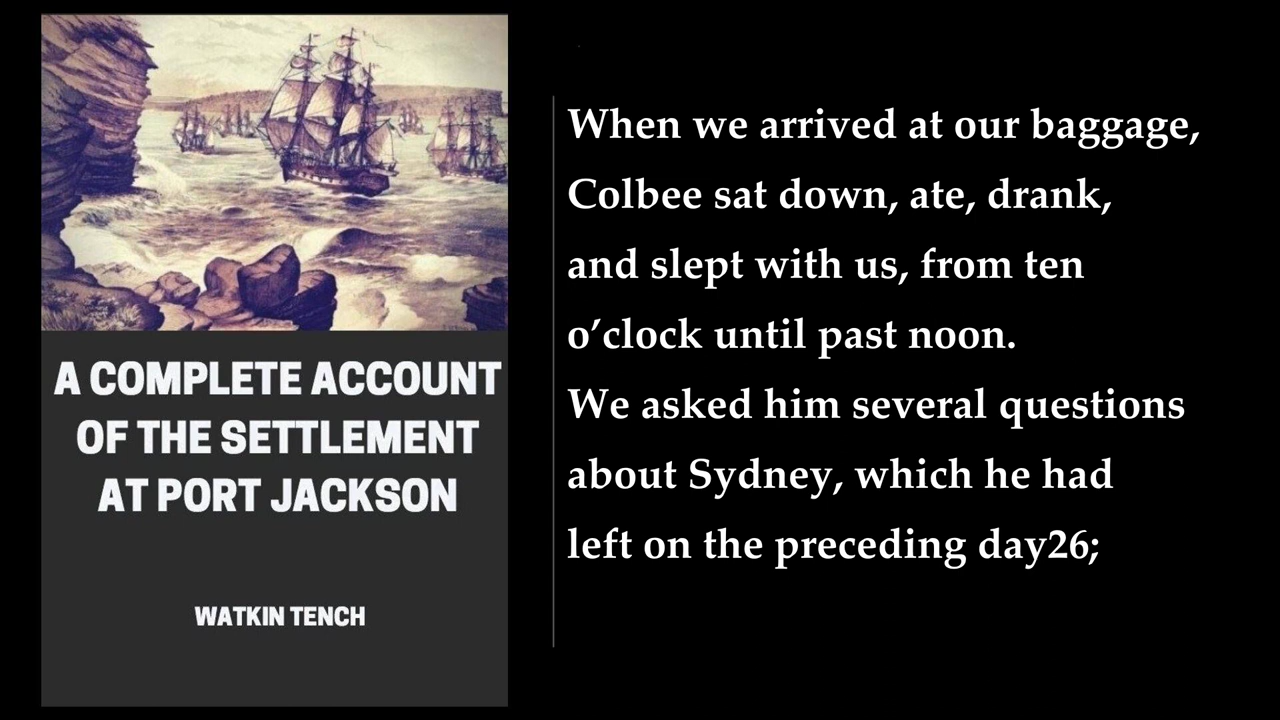 A COMPLETE ACCOUNT
OF THE SETTLEMENT
AT PORT JACKSON
WATKIN TENCH
When we arrived at our baggage,
Colbee sat down, ate, drank,
and slept with us, from ten
o’clock until past noon.
We asked him several questions
about Sydney, which he had
left on the preceding day26;